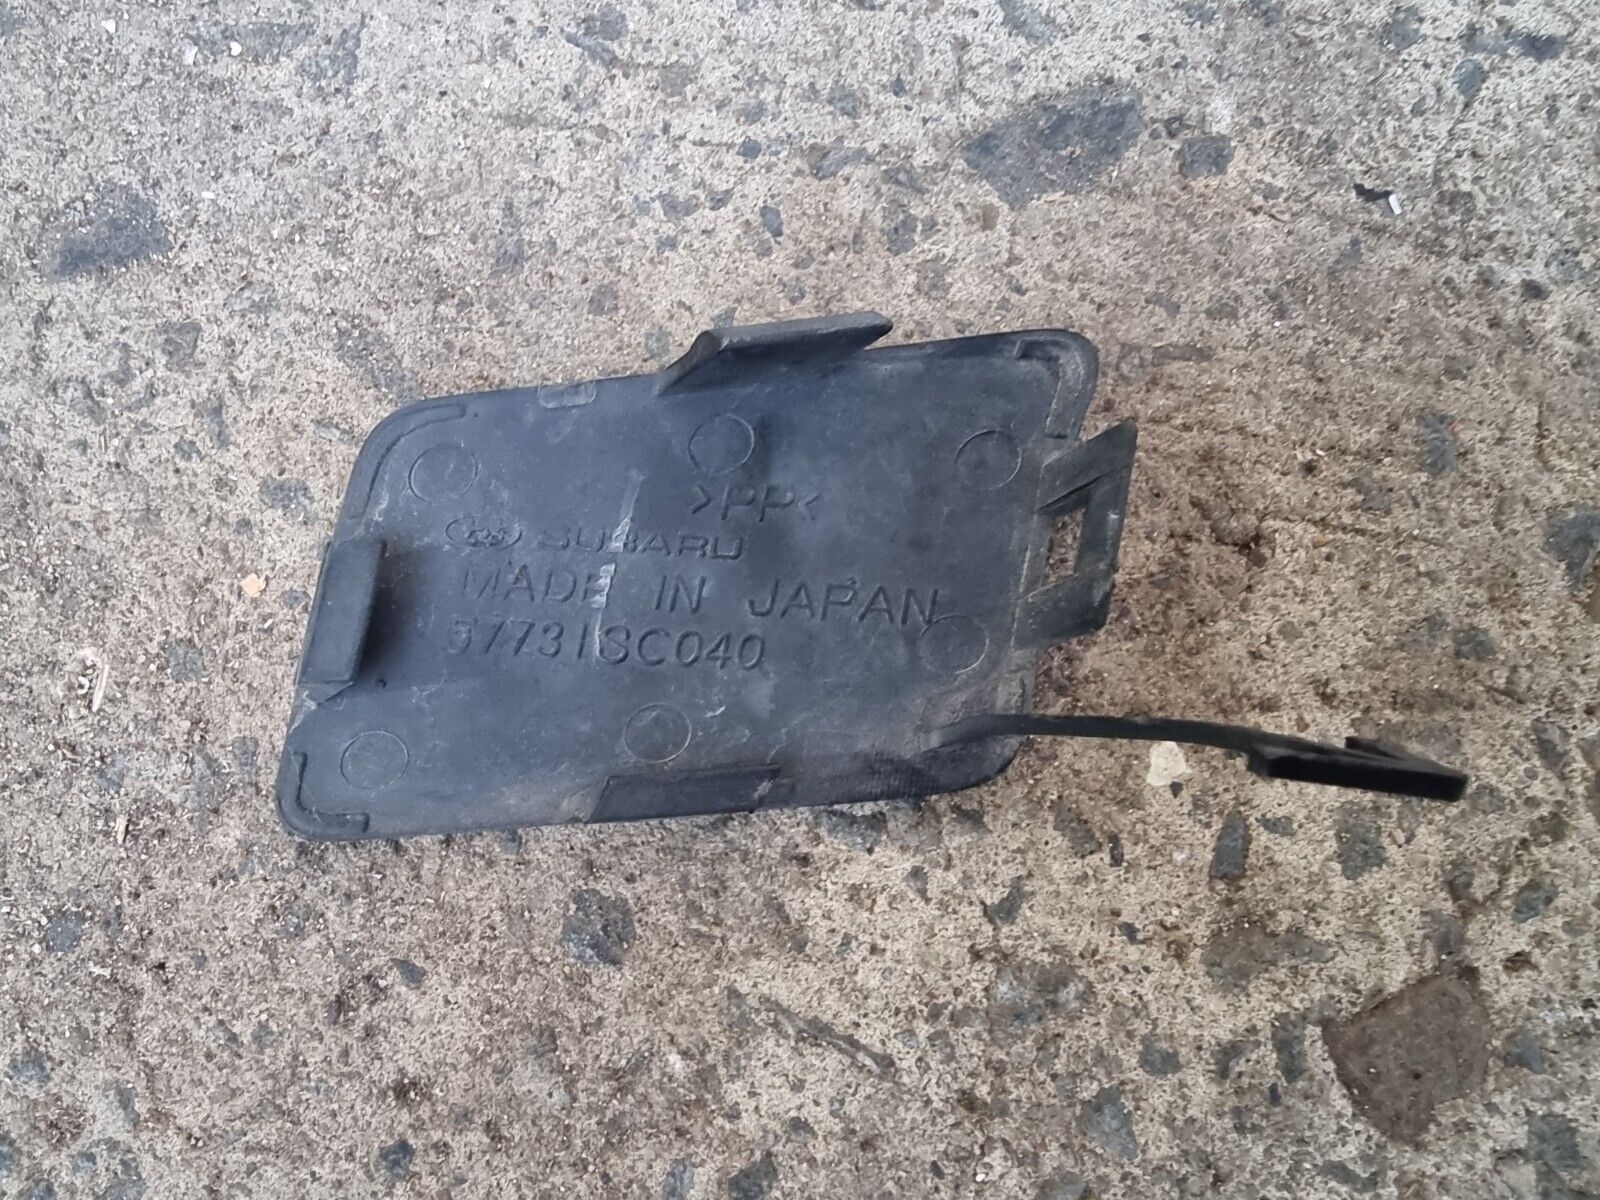 >PP<
SUBARU
MADE IN JAPAN
57731SC040